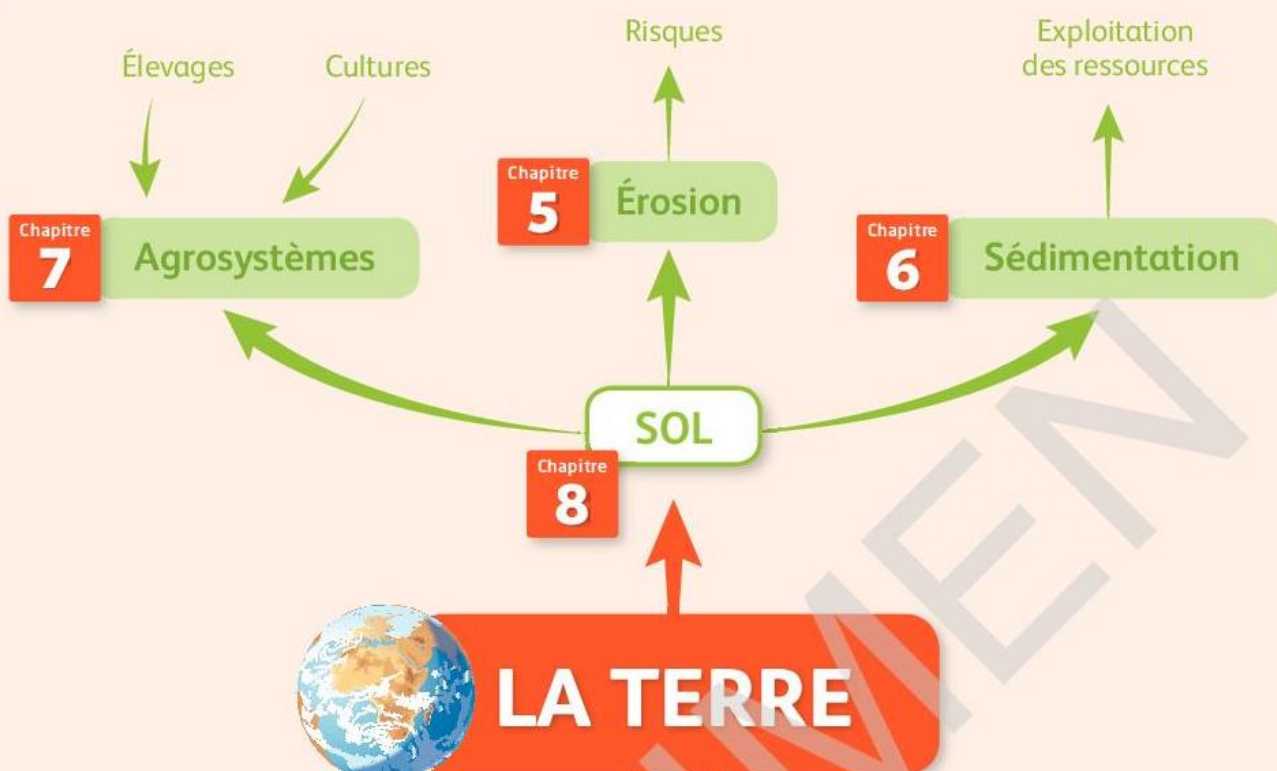 Risques
Exploitation
des ressources
Élevages
Cultures
Chapitre
5
Érosion
Chapitre
7
Agrosystèmes
Chapitre
6
Sédimentation
SOL
Chapitre
8
LA TERRE
MEN